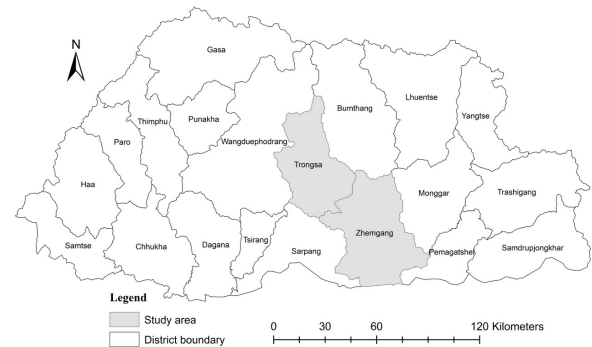 N
Gasa
Lhuentse
Bumthang
Yangtse
Thimphu
Punakha
Paro
Wangduephodrang
Trongsa
Haa
Monggar
Trashigang
Zhemgang
Samtse
Chhukha
Dagana
Tsirang
Sarpang
Pemagatshel
Samdrupjongkhar
Legend
Study area
District boundary
0 30 60 120 Kilometers